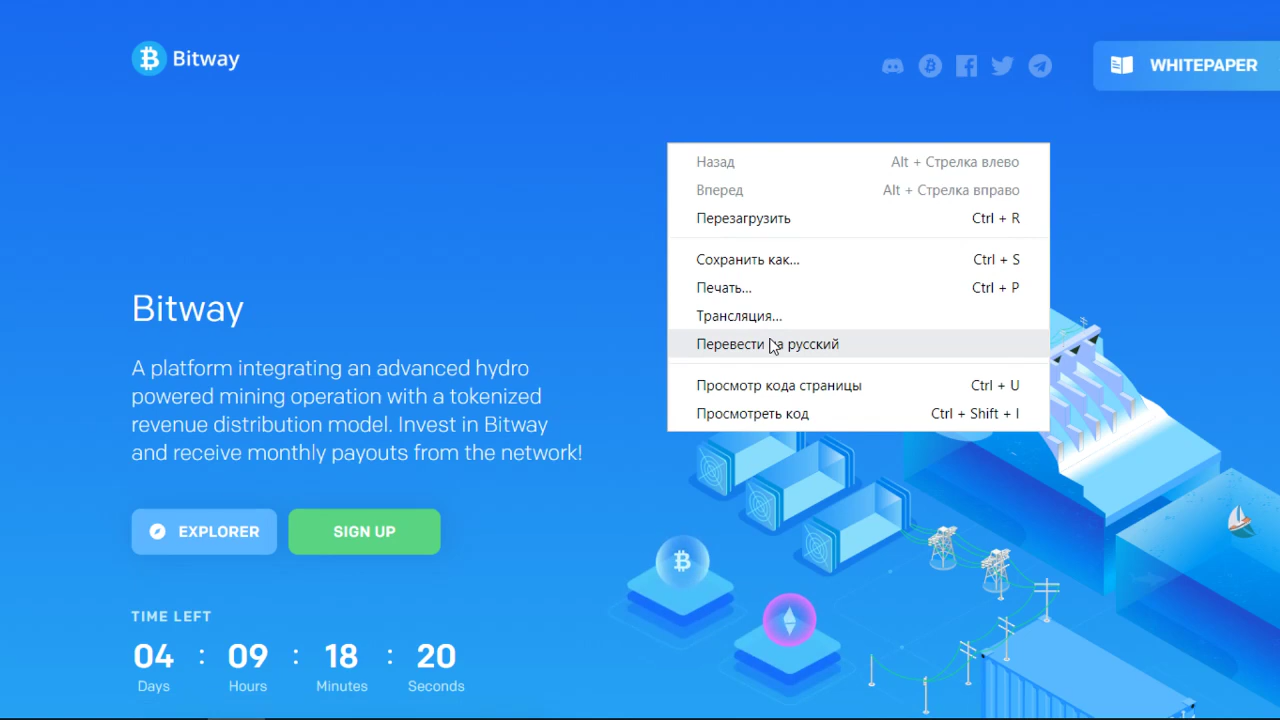 Bitway
WHITEPAPER
Назад Alt + Стрелка влево
Вперед Alt + Стрелка вправо
Перезагрузить Ctrl + R
Сохранить как... Ctrl + S
Печать... Ctrl + P
Трансляция...
Перевести на русский
Просмотр кода страницы Ctrl + U
Просмотреть код Ctrl + Shift + I
Bitway
A platform integrating an advanced hydro
powered mining operation with a tokenized
revenue distribution model. Invest in Bitway
and receive monthly payouts from the network!
EXPLORER SIGN UP
TIME LEFT
04 : 09 : 18 : 20
Days Hours Minutes Seconds